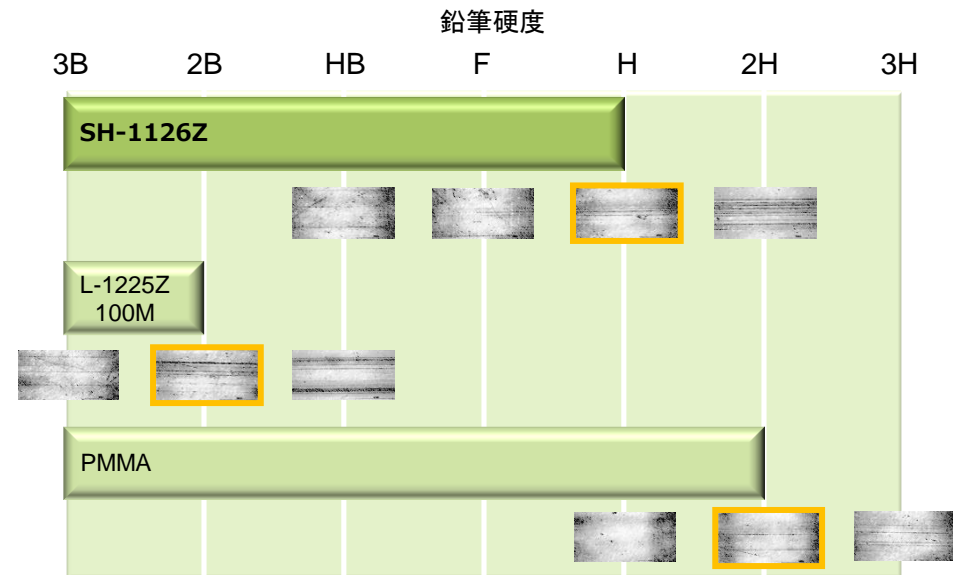 鉛筆硬度
3B 2B HB F H 2H 3H
SH-1126Z
L-1225Z
100M
PMMA